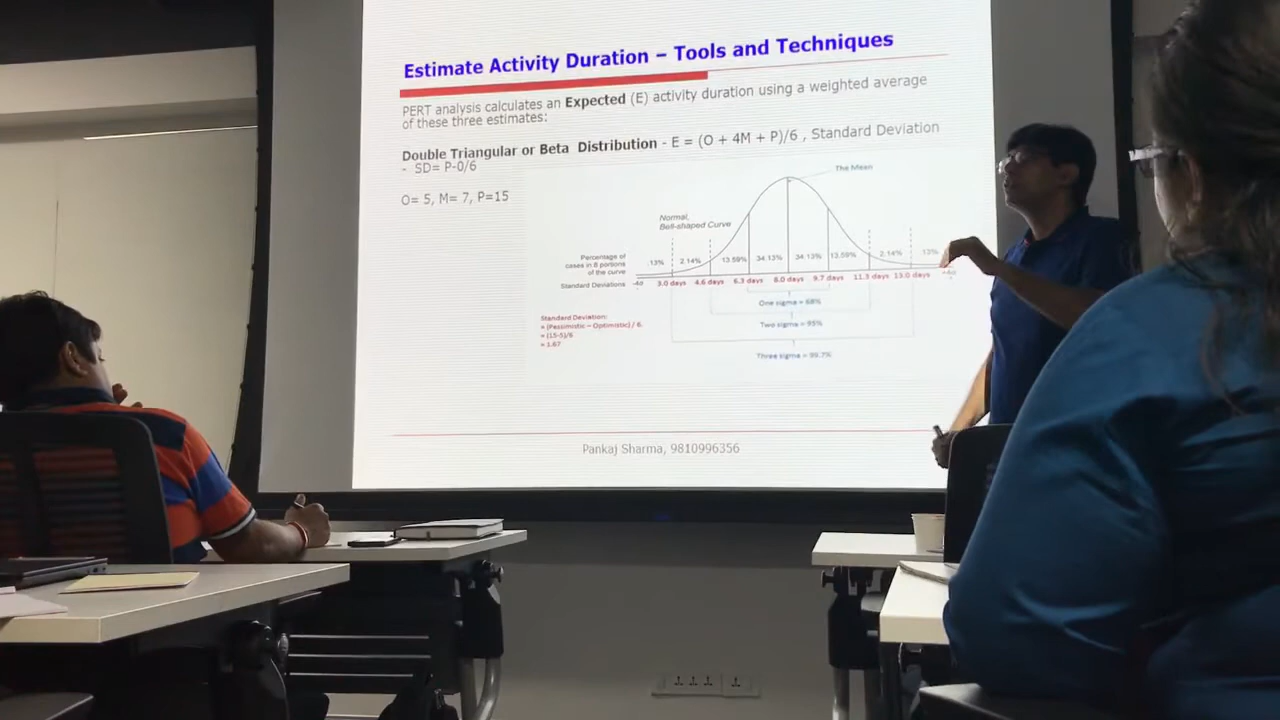 Estimate Activity Duration – Tools and Techniques
PERT analysis calculates an Expected (E) activity duration using a weighted average
of these three estimates:
Double Triangular or Beta Distribution - E = (O + 4M + P)/6 , Standard Deviation
- SD= P-0/6
O= 5, M= 7, P=15
The Mean
Normal,
Bell-shaped Curve
Percentage of
cases in 8 portions
of the curve
.13% 2.14% 13.59% 34.13% 34.13% 13.59% 2.14% .13%
Standard Deviations -4σ 3.0 days 4.6 days 6.3 days 8.0 days 9.7 days 11.3 days 13.0 days +4σ
One sigma = 68%
Two sigma = 95%
Three sigma = 99.7%
Standard Deviation:
= (Pessimistic – Optimistic) / 6
= (15-5)/6
= 1.67
Pankaj Sharma, 9810996356